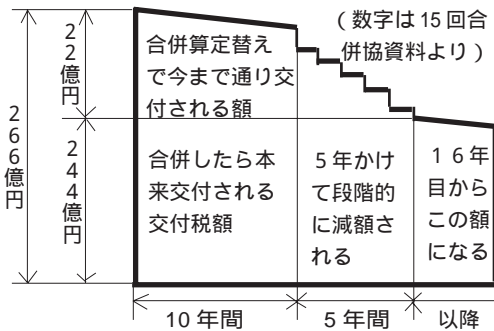 （数字は15回合
併協資料より）
22億円
266億円
244億円
合併算定替え
で今まで通り交
付される額
合併したら本
来交付される
交付税額
５年かけ
て段階的
に減額さ
れる
１６年
目から
この額
になる
10年間
５年間
以降